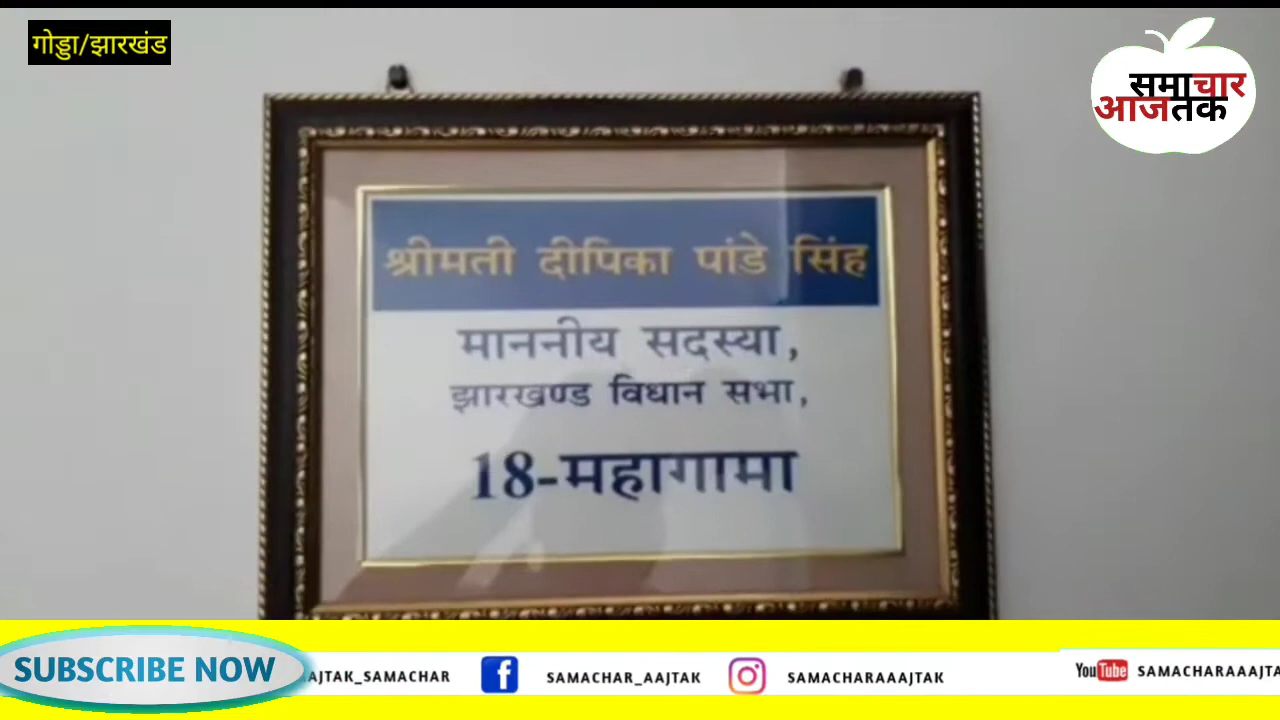 गोड्डा/झारखंड
समाचार
आजतक
श्रीमती दीपिका पांडे सिंह
माननीय सदस्या,
झारखण्ड विधान सभा,
18-महागामा
SUBSCRIBE NOW
AJTAK_SAMACHAR
SAMACHAR_AAJTAK
SAMACHARAAAJTAK
YouTube
SAMACHARAAAJTA